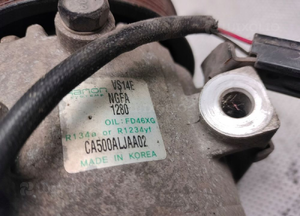 VS14E
NGFA
1280
OIL:FD46XG
R134a or R1234yf
CA500ALJAA02
MADE IN KOREA